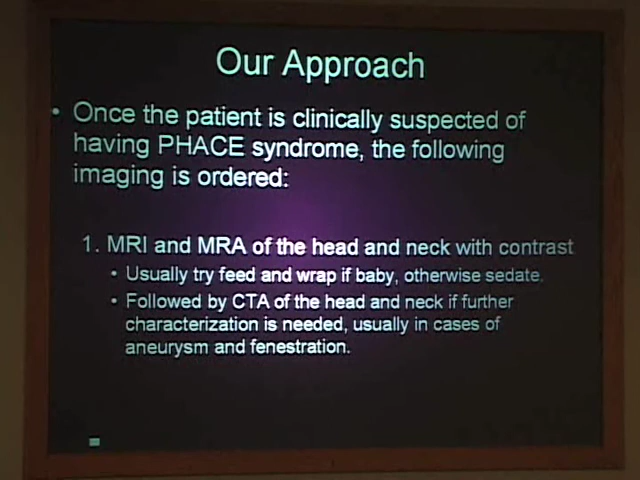 Our Approach
• Once the patient is clinically suspected of
having PHACE syndrome, the following
imaging is ordered:
1. MRI and MRA of the head and neck with contrast
• Usually try feed and wrap if baby, otherwise sedate.
• Followed by CTA of the head and neck if further
characterization is needed, usually in cases of
aneurysm and fenestration.